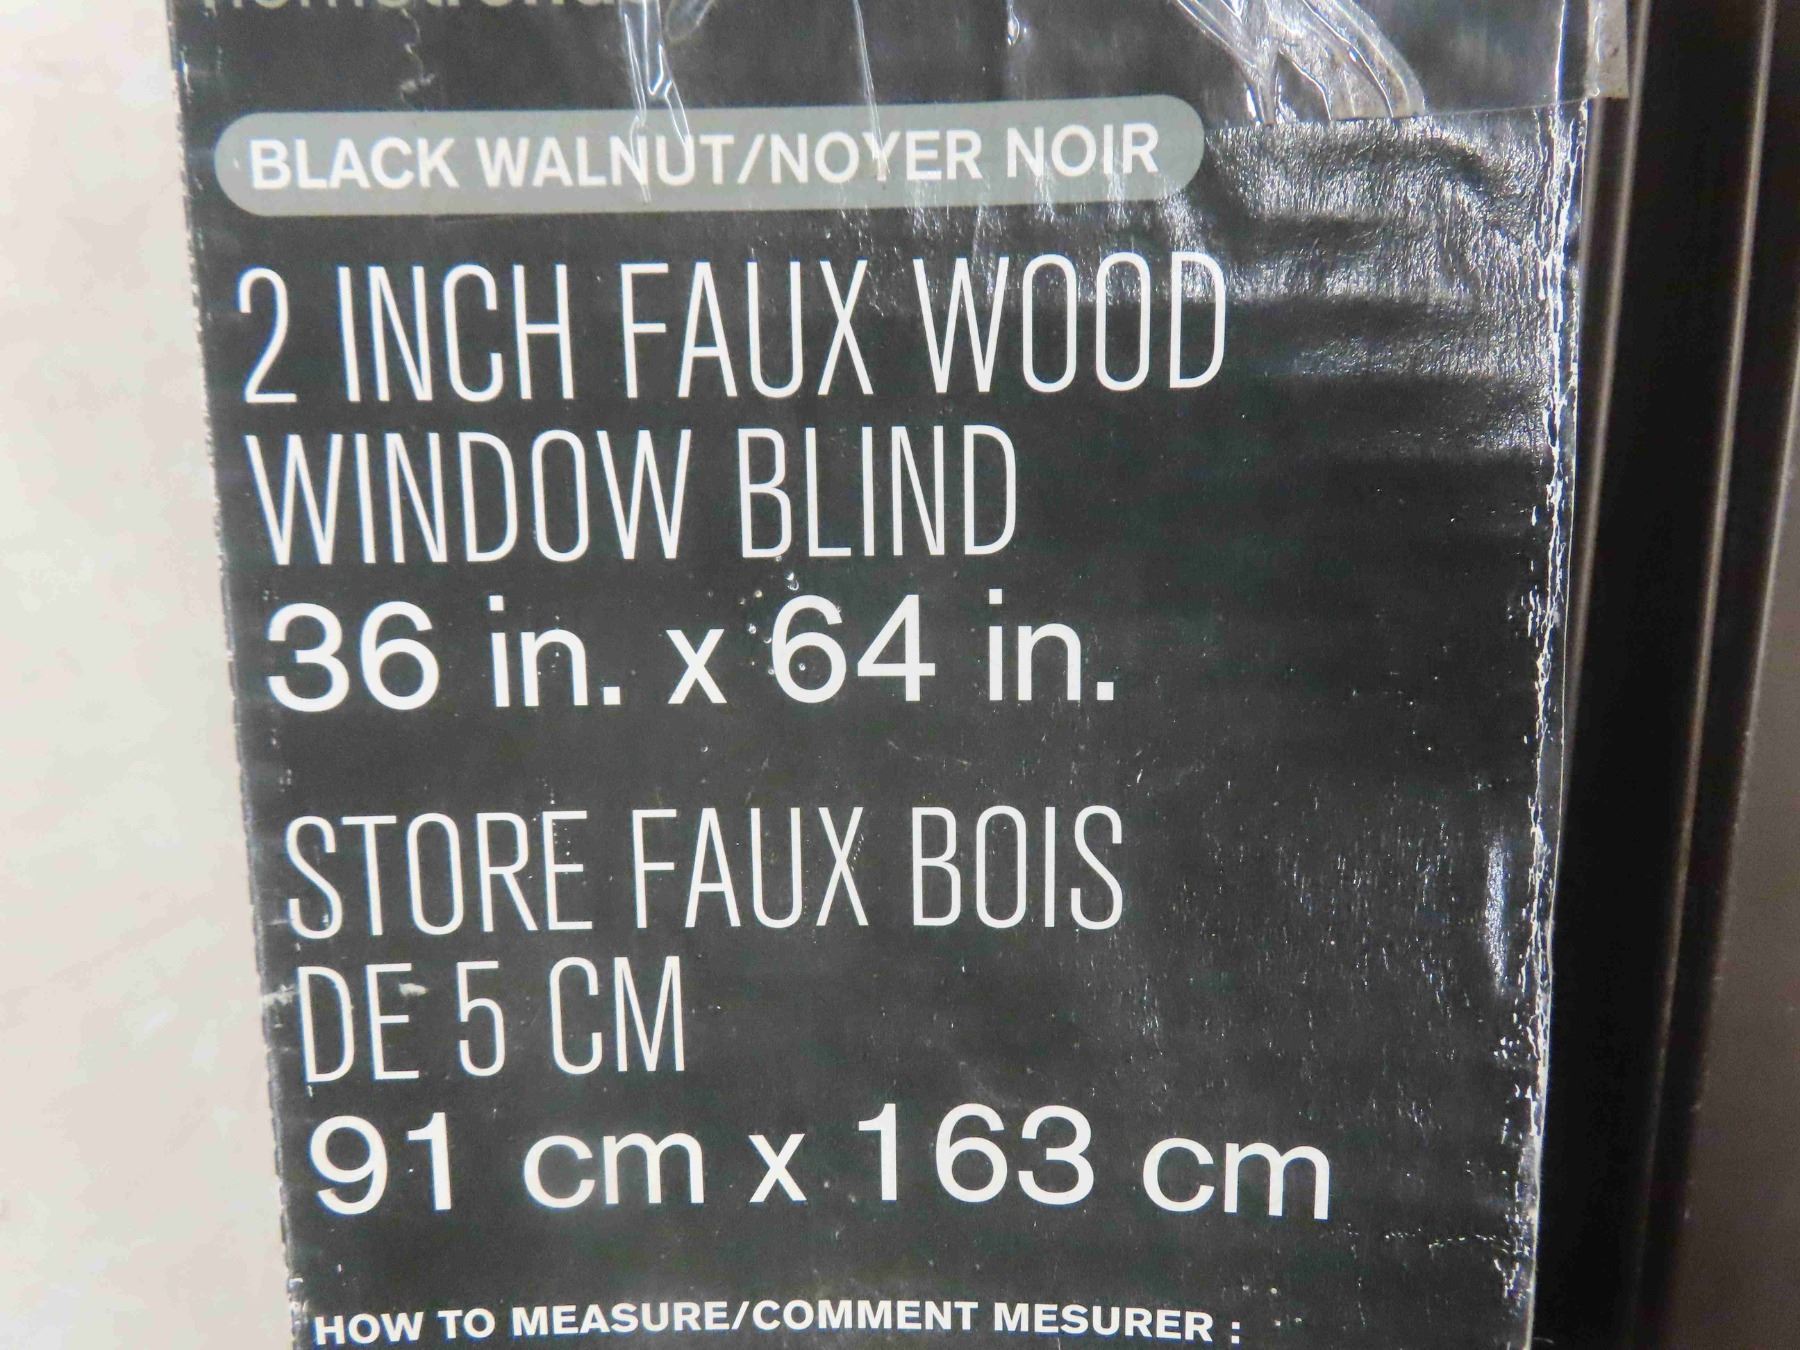 BLACK WALNUT/NOYER NOIR
2 INCH FAUX WOOD
WINDOW BLIND
36 in. x 64 in.
STORE FAUX BOIS
DE 5 CM
91 cm x 163 cm
HOW TO MEASURE/COMMENT MESURER :